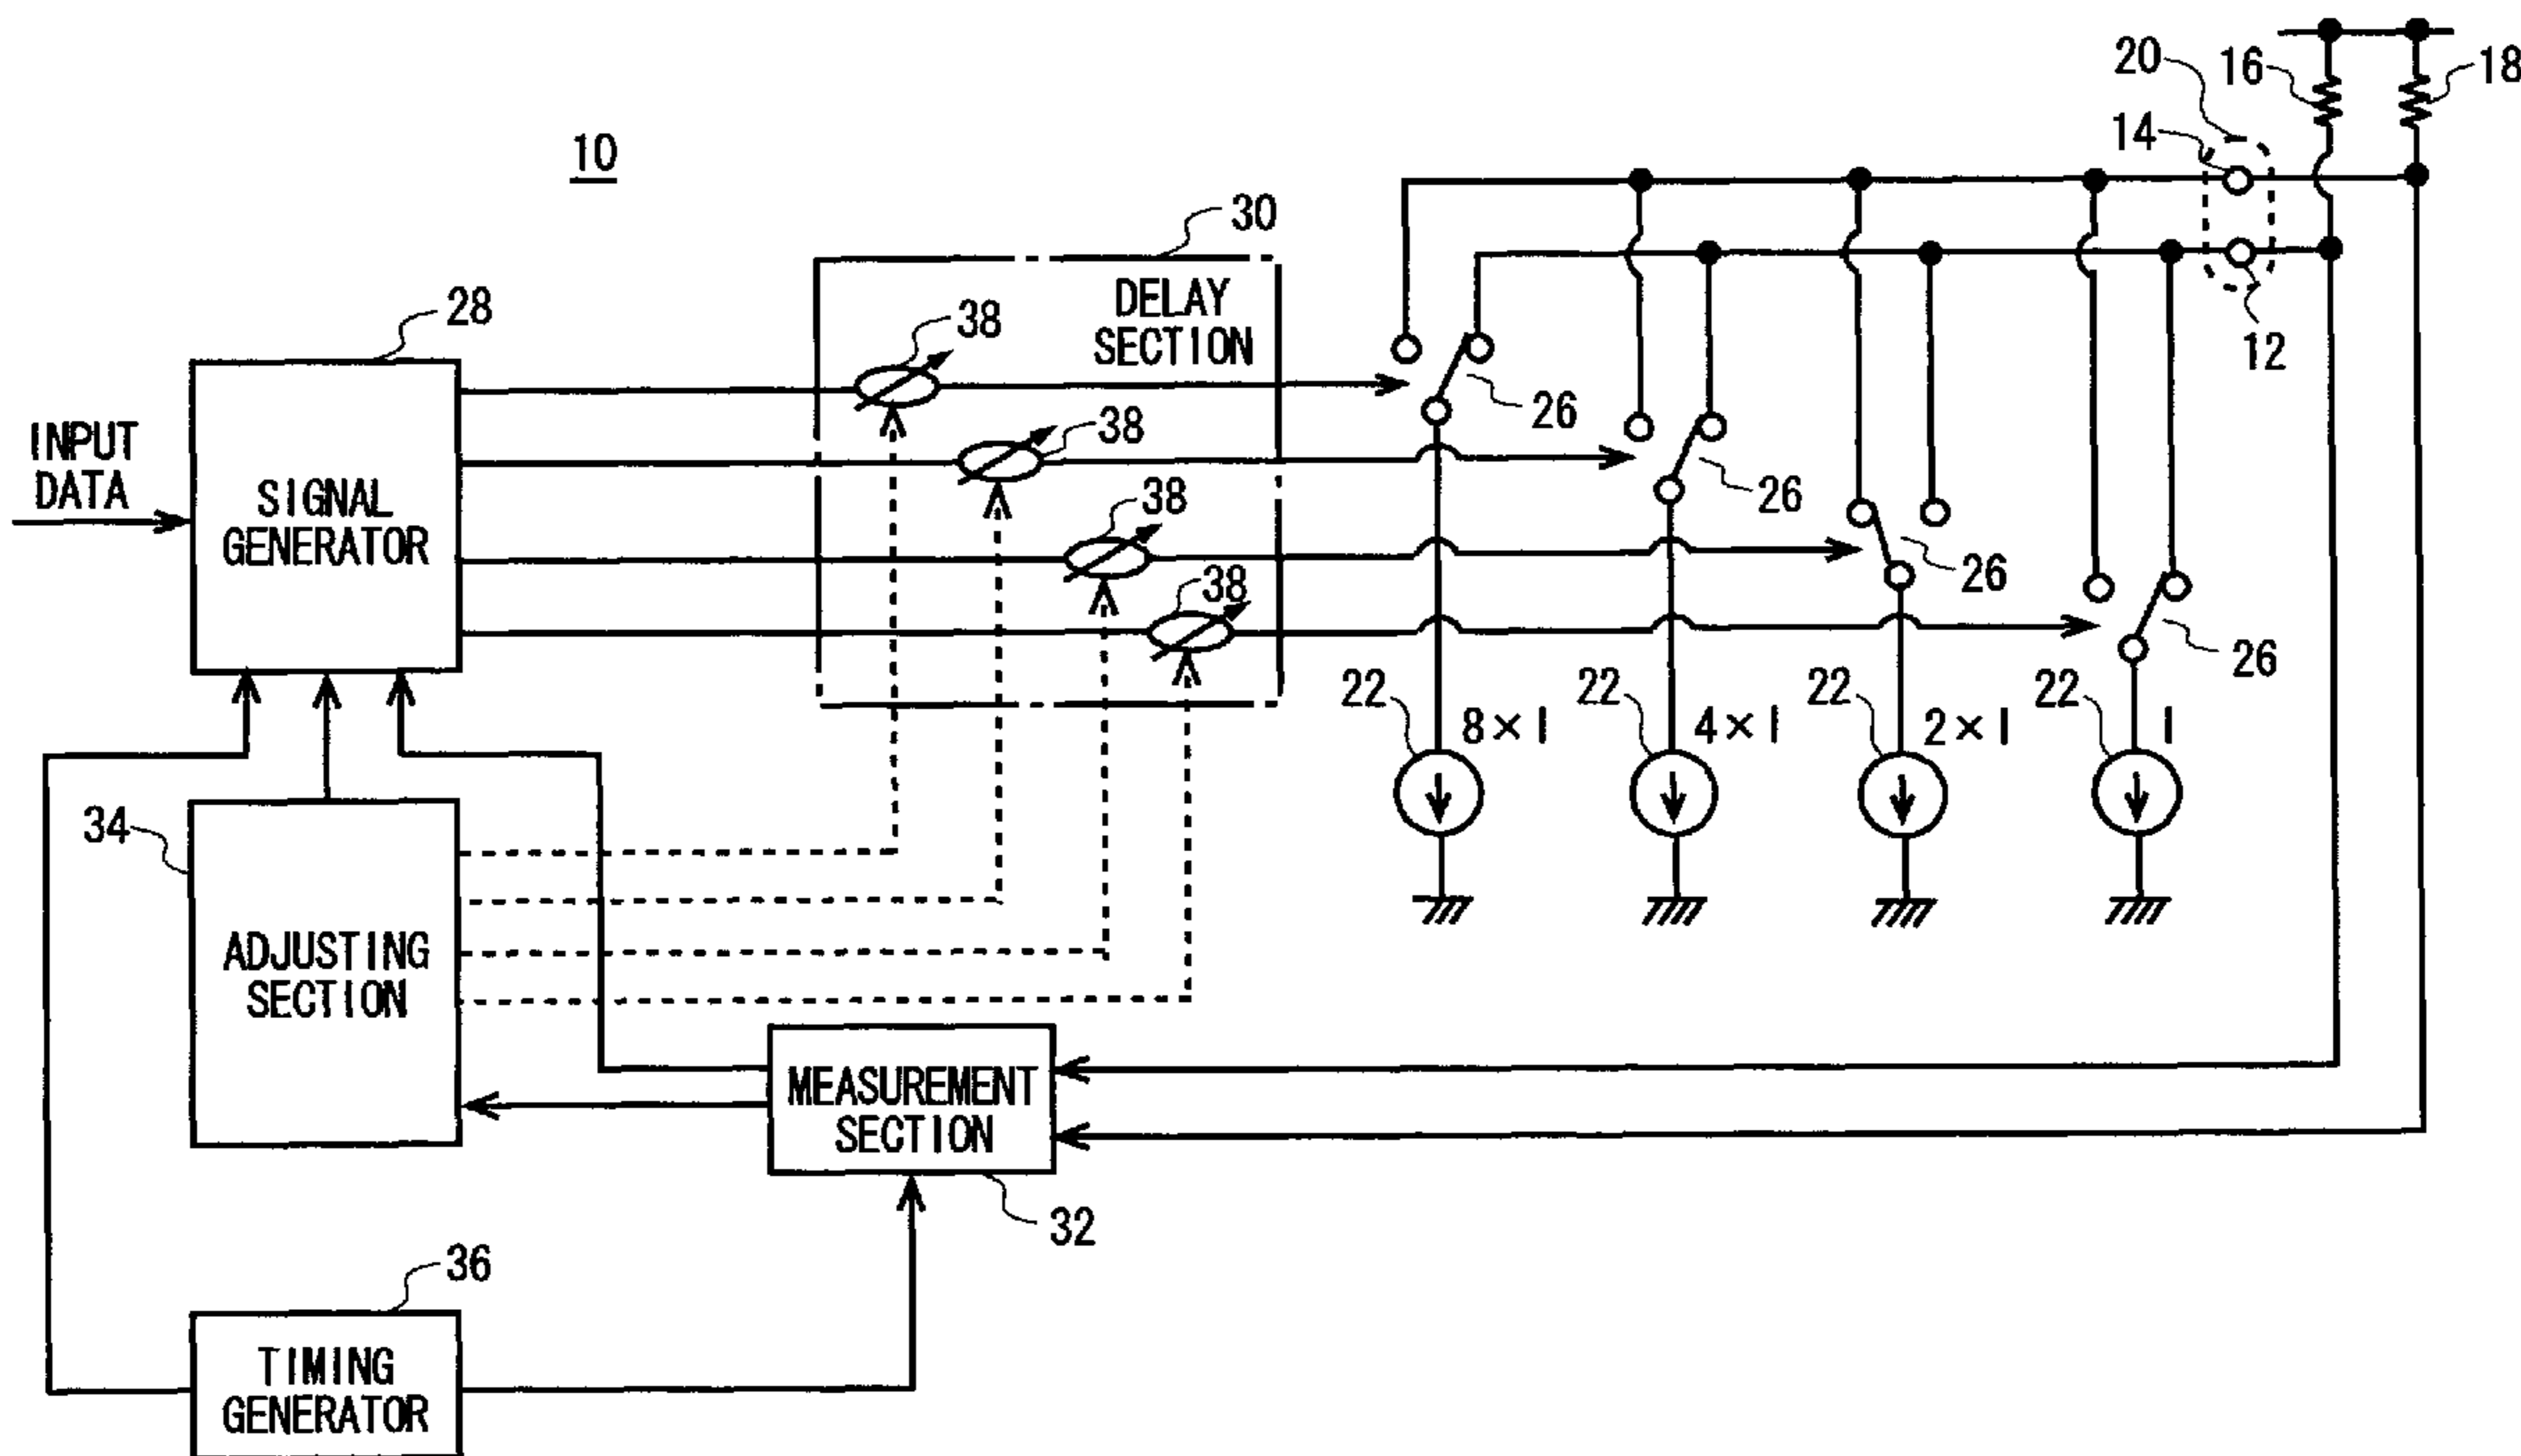 10
20
16
18
14
12
30
DELAY
SECTION
28
38
38
38
38
INPUT
DATA
SIGNAL
GENERATOR
26
26
26
26
22
8×I
22
4×I
22
2×I
22
I
34
ADJUSTING
SECTION
MEASUREMENT
SECTION
32
36
TIMING
GENERATOR